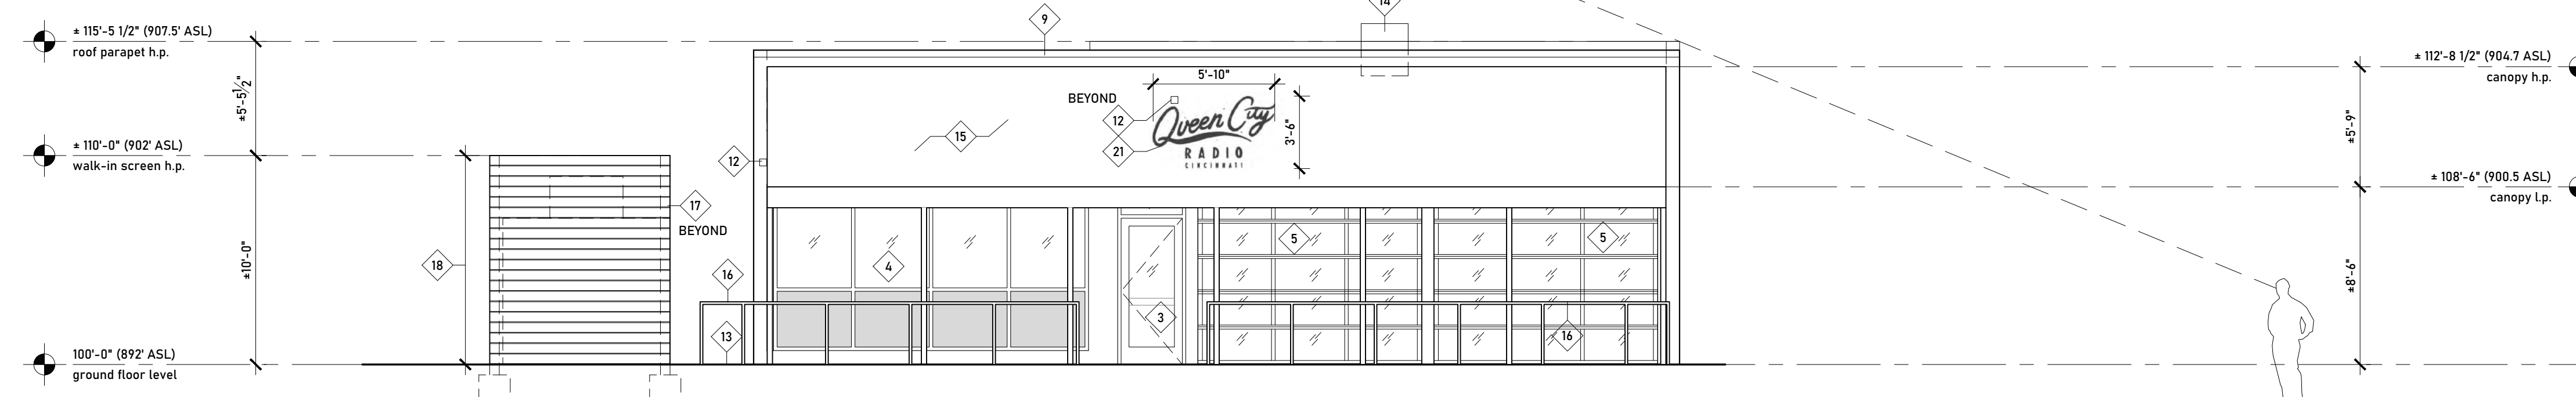 14
9
± 115'-5 1/2" (907.5' ASL)
roof parapet h.p.
± 112'-8 1/2" (904.7 ASL)
canopy h.p.
5'-10"
±5'-5 1/2"
BEYOND
12
15
Queen City
RADIO
CINCINNATI
3'-6"
21
±5'-9"
± 110'-0" (902' ASL)
walk-in screen h.p.
12
± 108'-6" (900.5 ASL)
canopy l.p.
17
BEYOND
18
±10'-0"
16
4
5
5
3
13
16
±8'-6"
100'-0" (892' ASL)
ground floor level